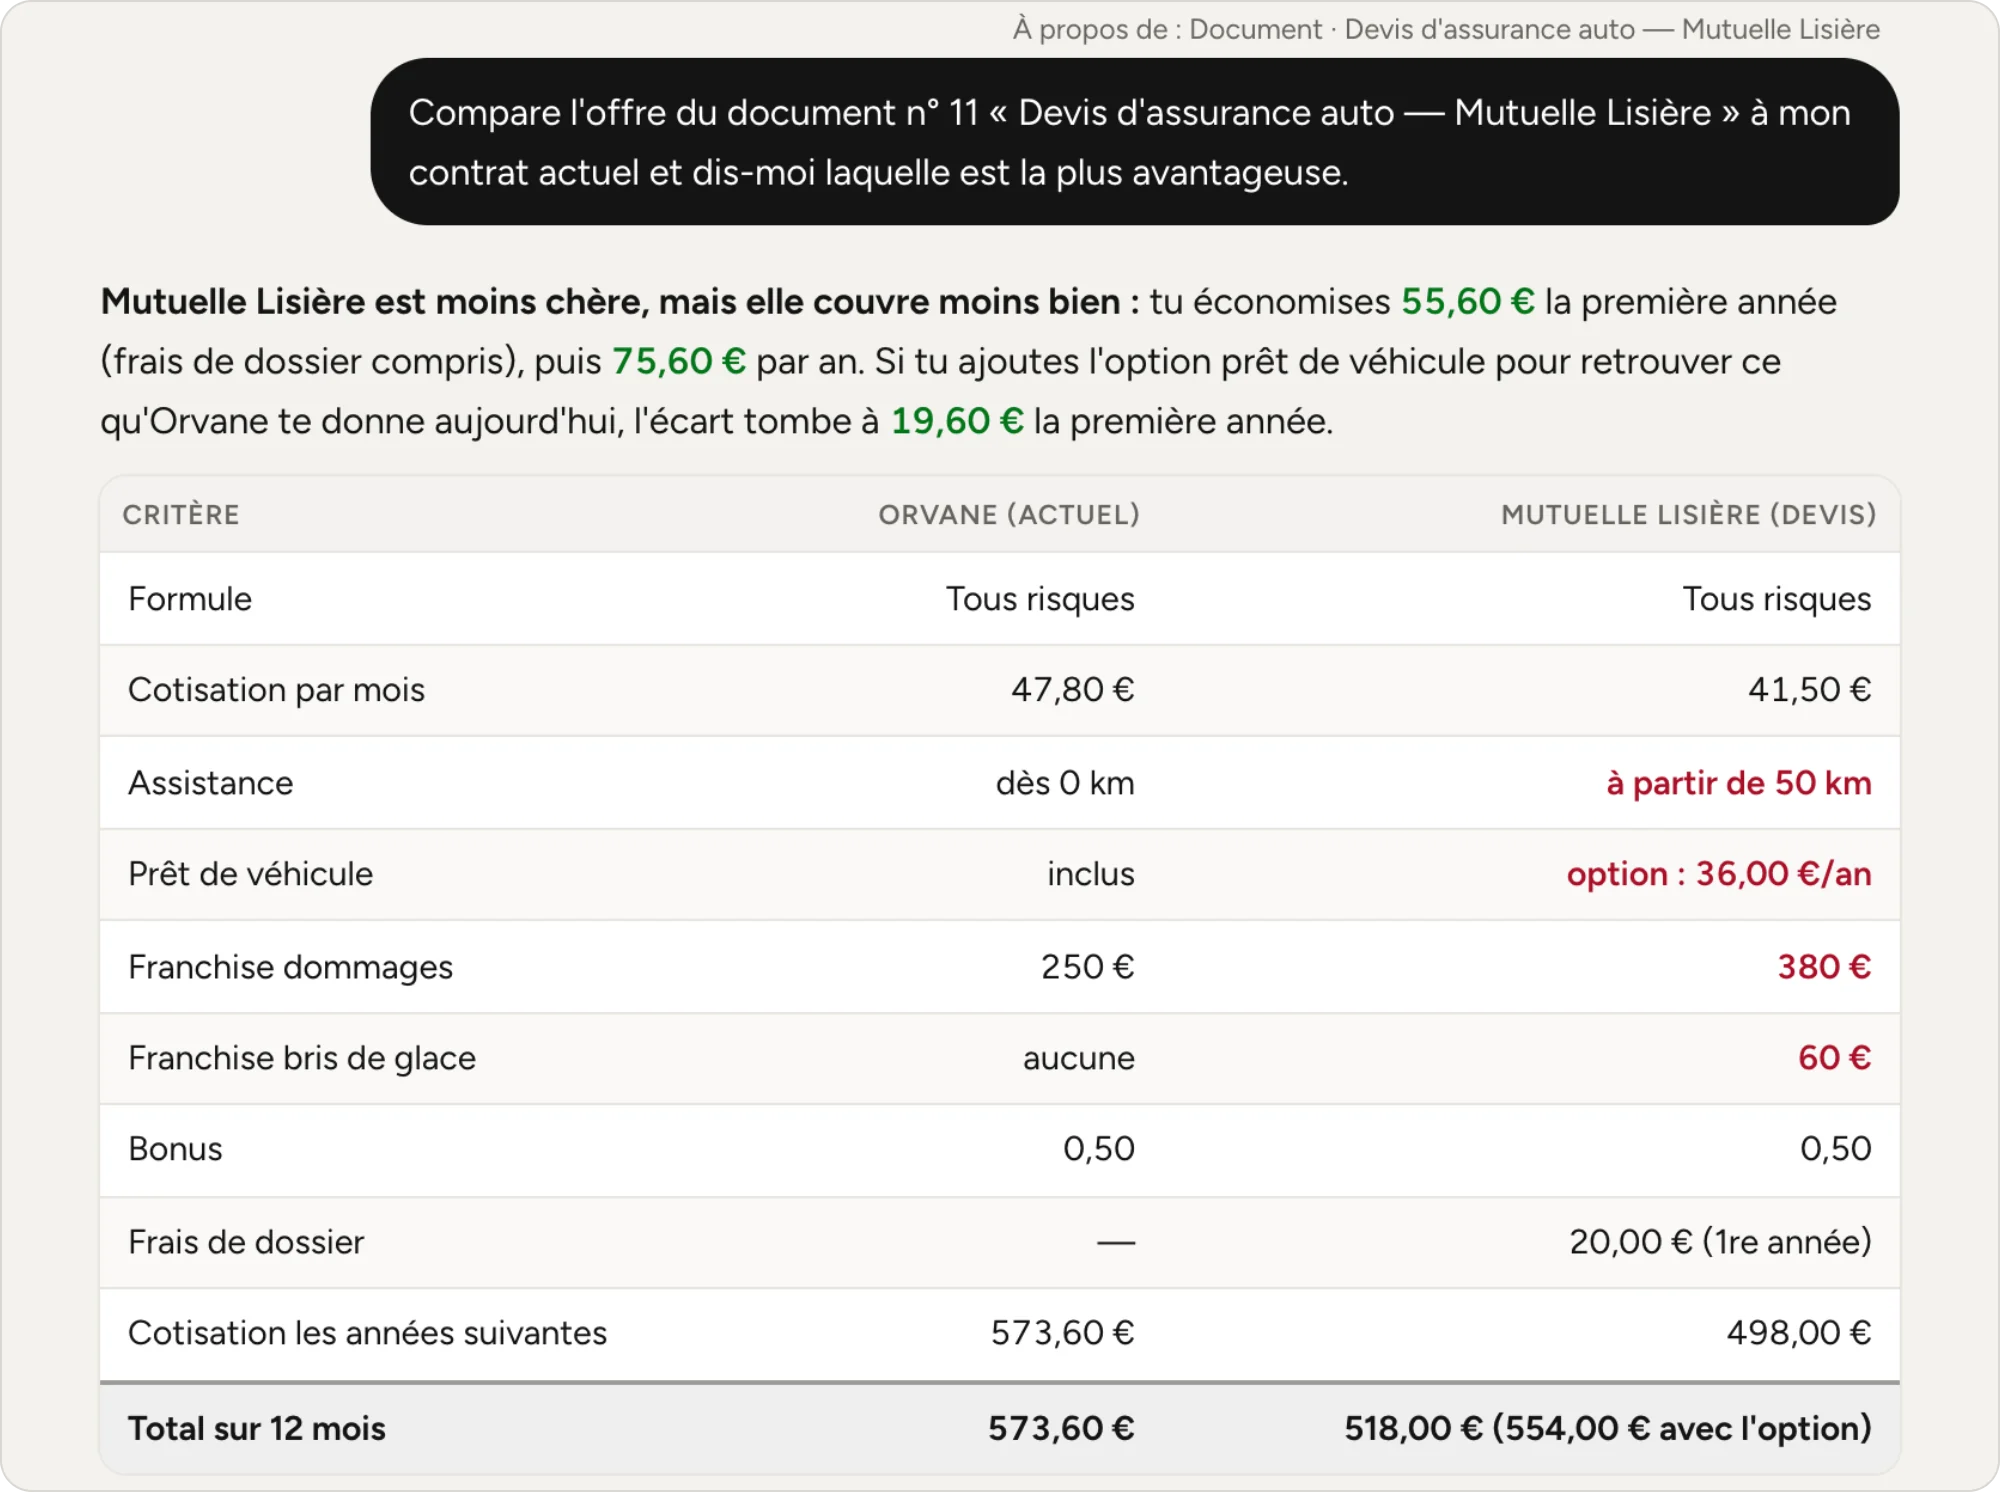 À propos de : Document · Devis d'assurance auto — Mutuelle Lisière
Compare l'offre du document n° 11 « Devis d'assurance auto — Mutuelle Lisière » à mon
contrat actuel et dis-moi laquelle est la plus avantageuse.
Mutuelle Lisière est moins chère, mais elle couvre moins bien : tu économises 55,60 € la première année
(frais de dossier compris), puis 75,60 € par an. Si tu ajoutes l'option prêt de véhicule pour retrouver ce
qu'Orvane te donne aujourd'hui, l'écart tombe à 19,60 € la première année.
CRITÈRE ORVANE (ACTUEL) MUTUELLE LISIÈRE (DEVIS)
Formule Tous risques Tous risques
Cotisation par mois 47,80 € 41,50 €
Assistance dès 0 km à partir de 50 km
Prêt de véhicule inclus option : 36,00 €/an
Franchise dommages 250 € 380 €
Franchise bris de glace aucune 60 €
Bonus 0,50 0,50
Frais de dossier — 20,00 € (1re année)
Cotisation les années suivantes 573,60 € 498,00 €
Total sur 12 mois 573,60 € 518,00 € (554,00 € avec l'option)